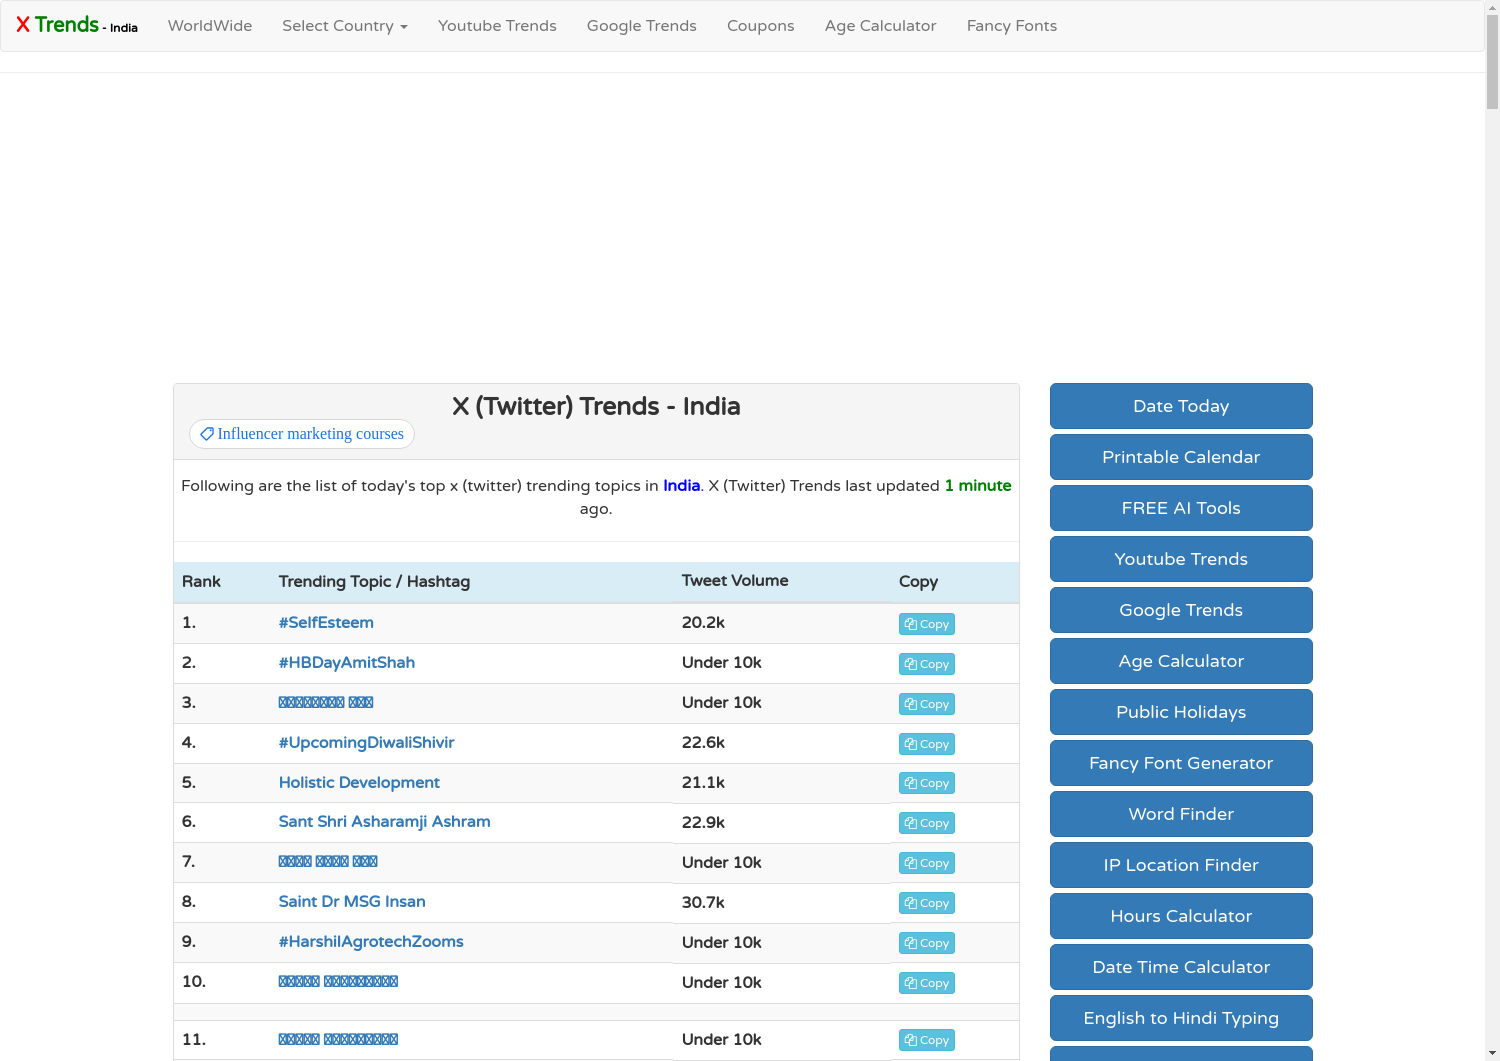 X Trends - India WorldWide Select Country Youtube Trends Google Trends Coupons Age Calculator Fancy Fonts
X (Twitter) Trends - India
Influencer marketing courses
Following are the list of today's top x (twitter) trending topics in India. X (Twitter) Trends last updated 1 minute
ago.
Rank Trending Topic / Hashtag Tweet Volume Copy
1. #SelfEsteem 20.2k Copy
2. #HBDayAmitShah Under 10k Copy
3. Under 10k Copy
4. #UpcomingDiwaliShivir 22.6k Copy
5. Holistic Development 21.1k Copy
6. Sant Shri Asharamji Ashram 22.9k Copy
7. Under 10k Copy
8. Saint Dr MSG Insan 30.7k Copy
9. #HarshilAgrotechZooms Under 10k Copy
10. Under 10k Copy
11. Under 10k Copy
Date Today
Printable Calendar
FREE AI Tools
Youtube Trends
Google Trends
Age Calculator
Public Holidays
Fancy Font Generator
Word Finder
IP Location Finder
Hours Calculator
Date Time Calculator
English to Hindi Typing